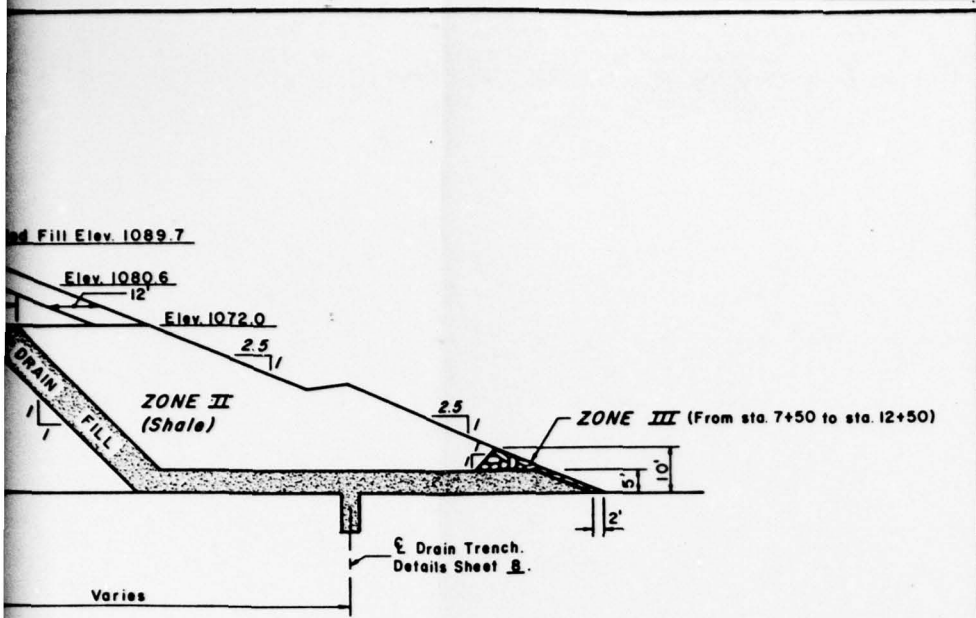 Fill Elev. 1089.7
Elev. 1080.6
12'
Elev. 1072.0
2.5
1
DRAIN FILL
1
1
ZONE II
(Shale)
2.5
1
1
1
ZONE III (From sta. 7+50 to sta. 12+50)
5'
10'
2'
℄ Drain Trench.
Details Sheet 8.
Varies